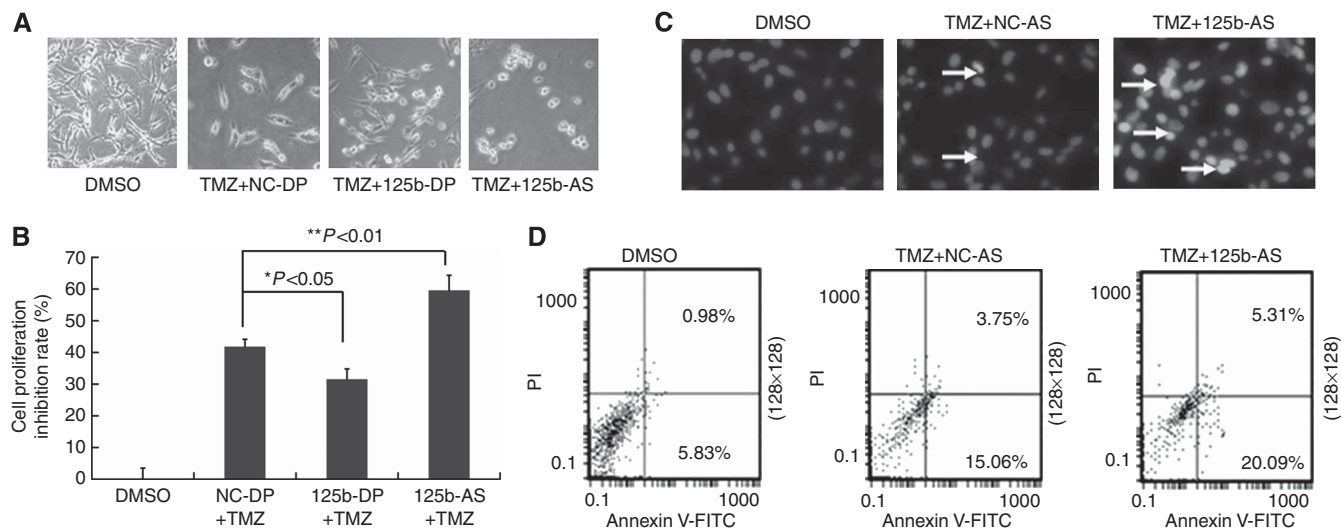 A
DMSO
TMZ+NC-DP
TMZ+125b-DP
TMZ+125b-AS
B
**P<0.01
*P<0.05
Cell proliferation
inhibition rate (%)
70
60
50
40
30
20
10
0
DMSO
NC-DP
+TMZ
125b-DP
+TMZ
125b-AS
+TMZ
C
DMSO
TMZ+NC-AS
TMZ+125b-AS
D
DMSO
1000
PI
0.1
0.98%
5.83%
(128×128)
0.1
1000
Annexin V-FITC
TMZ+NC-AS
1000
PI
0.1
3.75%
15.06%
(128×128)
0.1
1000
Annexin V-FITC
TMZ+125b-AS
1000
PI
0.1
5.31%
20.09%
(128×128)
0.1
1000
Annexin V-FITC